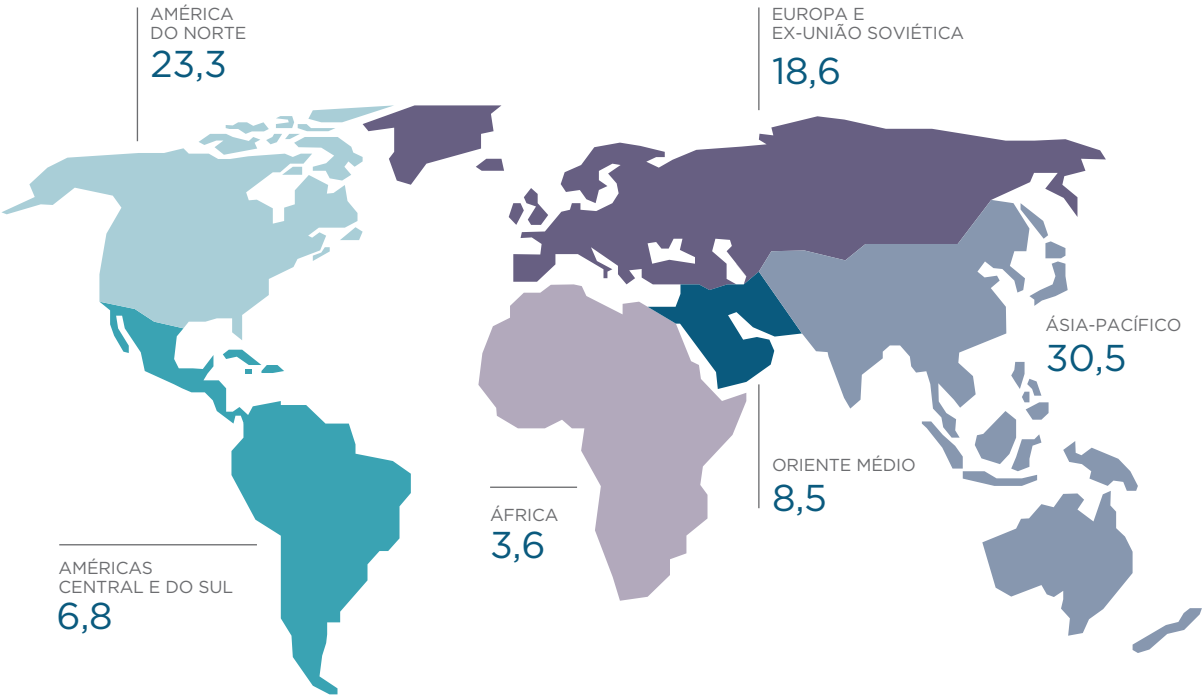 AMÉRICA
DO NORTE
23,3
EUROPA E
EX-UNIÃO SOVIÉTICA
18,6
ÁSIA-PACÍFICO
30,5
ORIENTE MÉDIO
8,5
ÁFRICA
3,6
AMÉRICAS
CENTRAL E DO SUL
6,8